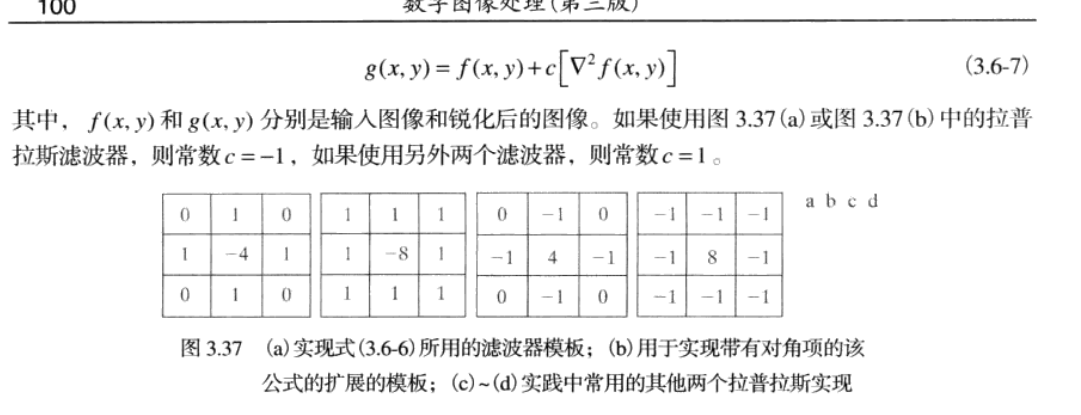 100 数字图像处理(第三版)
g(x, y) = f(x, y)+c[∇²f(x, y)] (3.6-7)
其中，f(x, y) 和 g(x, y) 分别是输入图像和锐化后的图像。如果使用图 3.37(a)或图 3.37(b)中的拉普
拉斯滤波器，则常数c =−1，如果使用另外两个滤波器，则常数c =1。
0 1 0 1 1 1 0 −1 0 −1 −1 −1 a b c d
1 −4 1 1 −8 1 −1 4 −1 −1 8 −1
0 1 0 1 1 1 0 −1 0 −1 −1 −1
图 3.37 (a)实现式(3.6-6)所用的滤波器模板；(b)用于实现带有对角项的该
公式的扩展的模板；(c)~(d)实践中常用的其他两个拉普拉斯实现